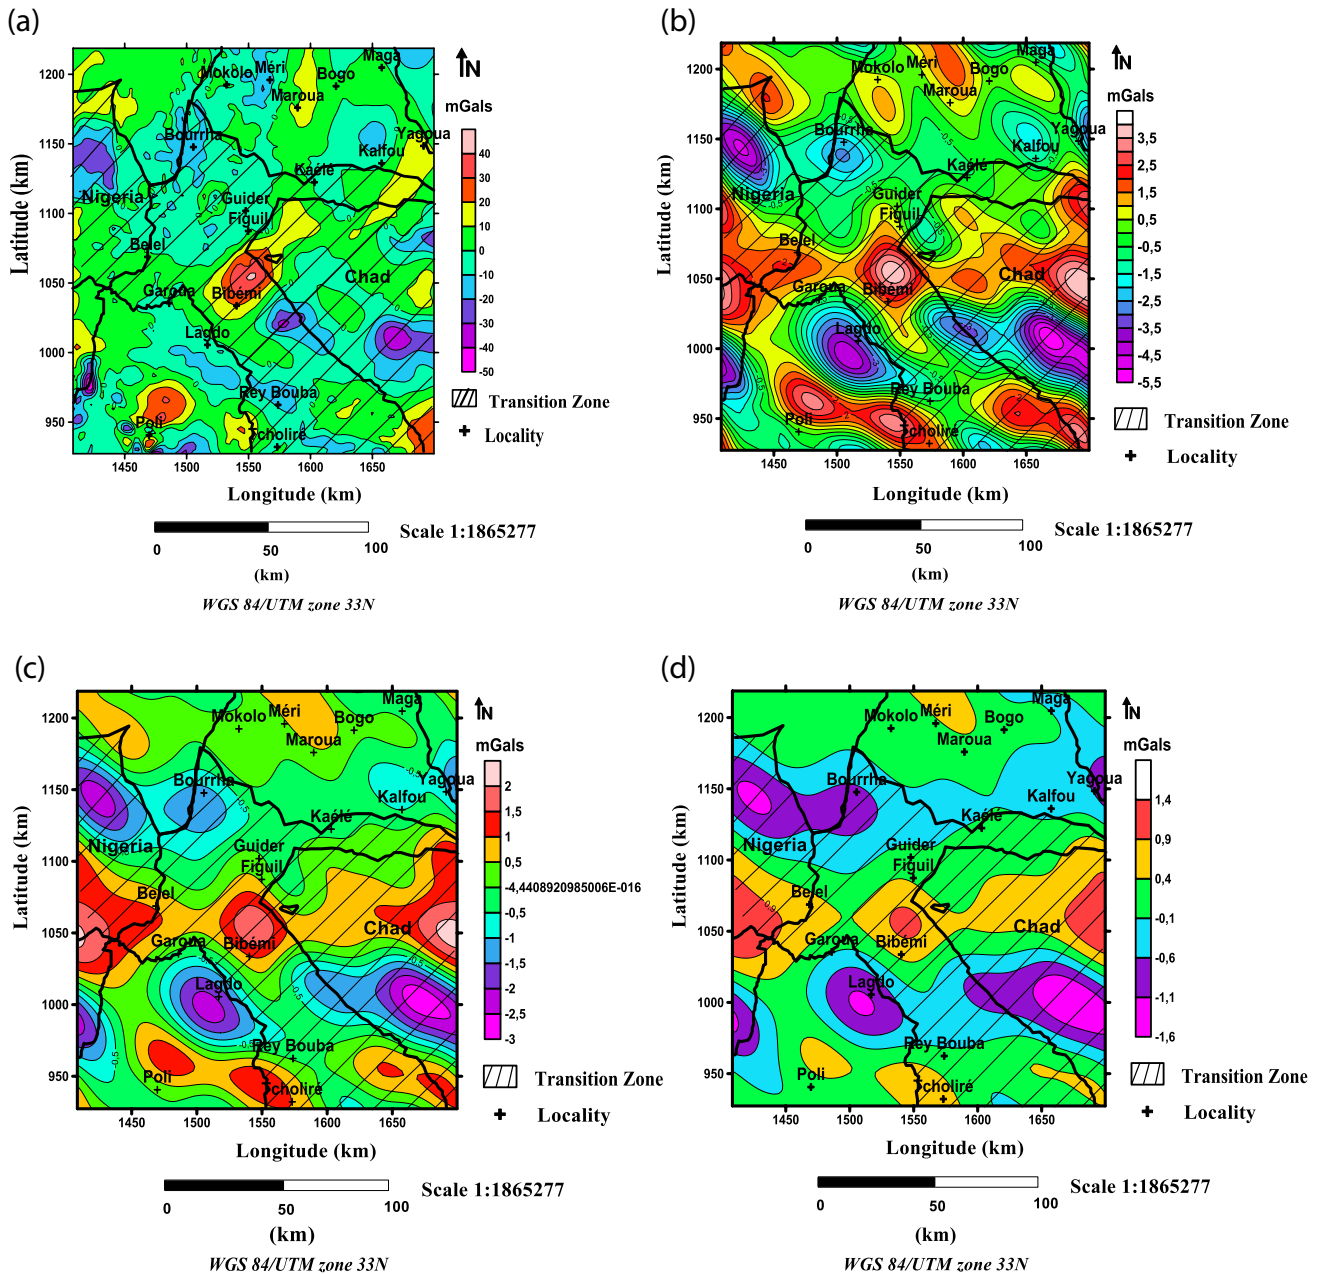 (a)
N
mGals
40
30
20
10
0
-10
-20
-30
-40
-50
Transition Zone
Locality
Latitude (km)
1200
1150
1100
1050
1000
950
1450
1500
1550
1600
1650
Longitude (km)
Maga
Mokolo
Méri
Bogo
Maroua
Bourrha
Yagoua
Kalfou
Kaélé
Nigeria
Guider
Figuil
Belel
Chad
Garoua
Bibémi
Lagdo
Rey Bouba
Poli
Tcholiré
0
50
100
(km)
Scale 1:1865277
WGS 84/UTM zone 33N
(b)
N
mGals
3,5
2,5
1,5
0,5
-0,5
-1,5
-2,5
-3,5
-4,5
-5,5
Transition Zone
Locality
Latitude (km)
1200
1150
1100
1050
1000
950
1450
1500
1550
1600
1650
Longitude (km)
Maga
Mokolo
Méri
Bogo
Maroua
Bourrha
Yagoua
Kalfou
Kaélé
Nigeria
Guider
Figuil
Belel
Chad
Garoua
Bibémi
Lagdo
Rey Bouba
Poli
Tcholiré
0
50
100
(km)
Scale 1:1865277
WGS 84/UTM zone 33N
(c)
N
mGals
2
1,5
1
0,5
-4,4408920985006E-016
-0,5
-1
-1,5
-2
-2,5
-3
Transition Zone
Locality
Latitude (km)
1200
1150
1100
1050
1000
950
1450
1500
1550
1600
1650
Longitude (km)
Maga
Mokolo
Méri
Bogo
Maroua
Bourrha
Yagoua
Kalfou
Kaélé
Nigeria
Guider
Figuil
Belel
Chad
Garoua
Bibémi
Lagdo
Rey Bouba
Poli
Tcholiré
0
50
100
(km)
Scale 1:1865277
WGS 84/UTM zone 33N
(d)
N
mGals
1,4
0,9
0,4
-0,1
-0,6
-1,1
-1,6
Transition Zone
Locality
Latitude (km)
1200
1150
1100
1050
1000
950
1450
1500
1550
1600
1650
Longitude (km)
Maga
Mokolo
Méri
Bogo
Maroua
Bourrha
Yagoua
Kalfou
Kaélé
Nigeria
Guider
Figuil
Belel
Chad
Garoua
Bibémi
Lagdo
Rey Bouba
Poli
Tcholiré
0
50
100
(km)
Scale 1:1865277
WGS 84/UTM zone 33N